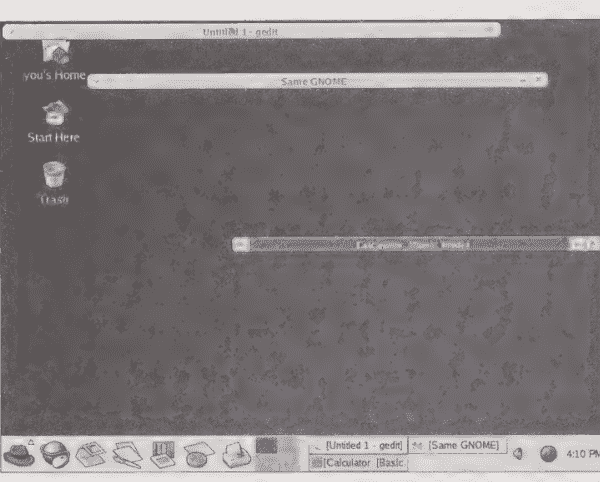 Untitled 1 - gedit
you's Home
Same GNOME
Start Here
Trash
[Untitled 1 - gedit]
[Same GNOME]
[Calculator [Basic
4:10 PM